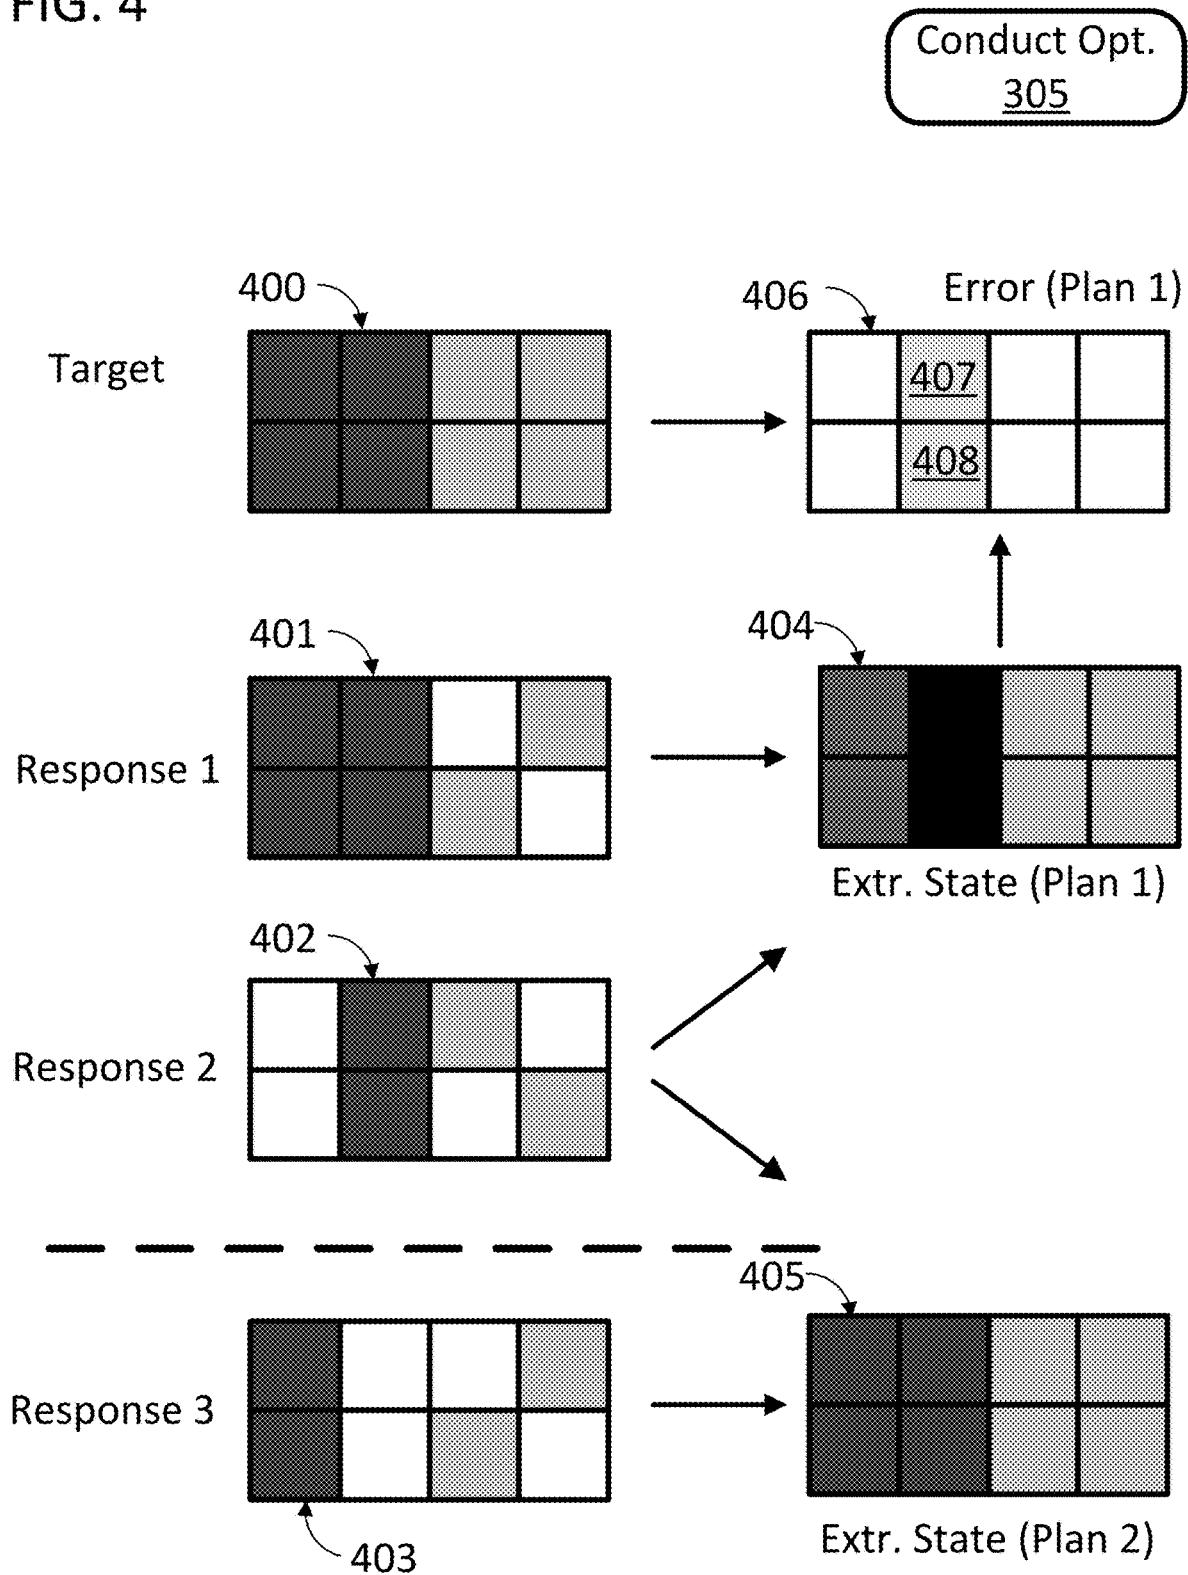 FIG. 4
Conduct Opt.
305
400
406
Error (Plan 1)
Target
407
408
401
404
Response 1
Extr. State (Plan 1)
402
Response 2
405
Response 3
403
Extr. State (Plan 2)